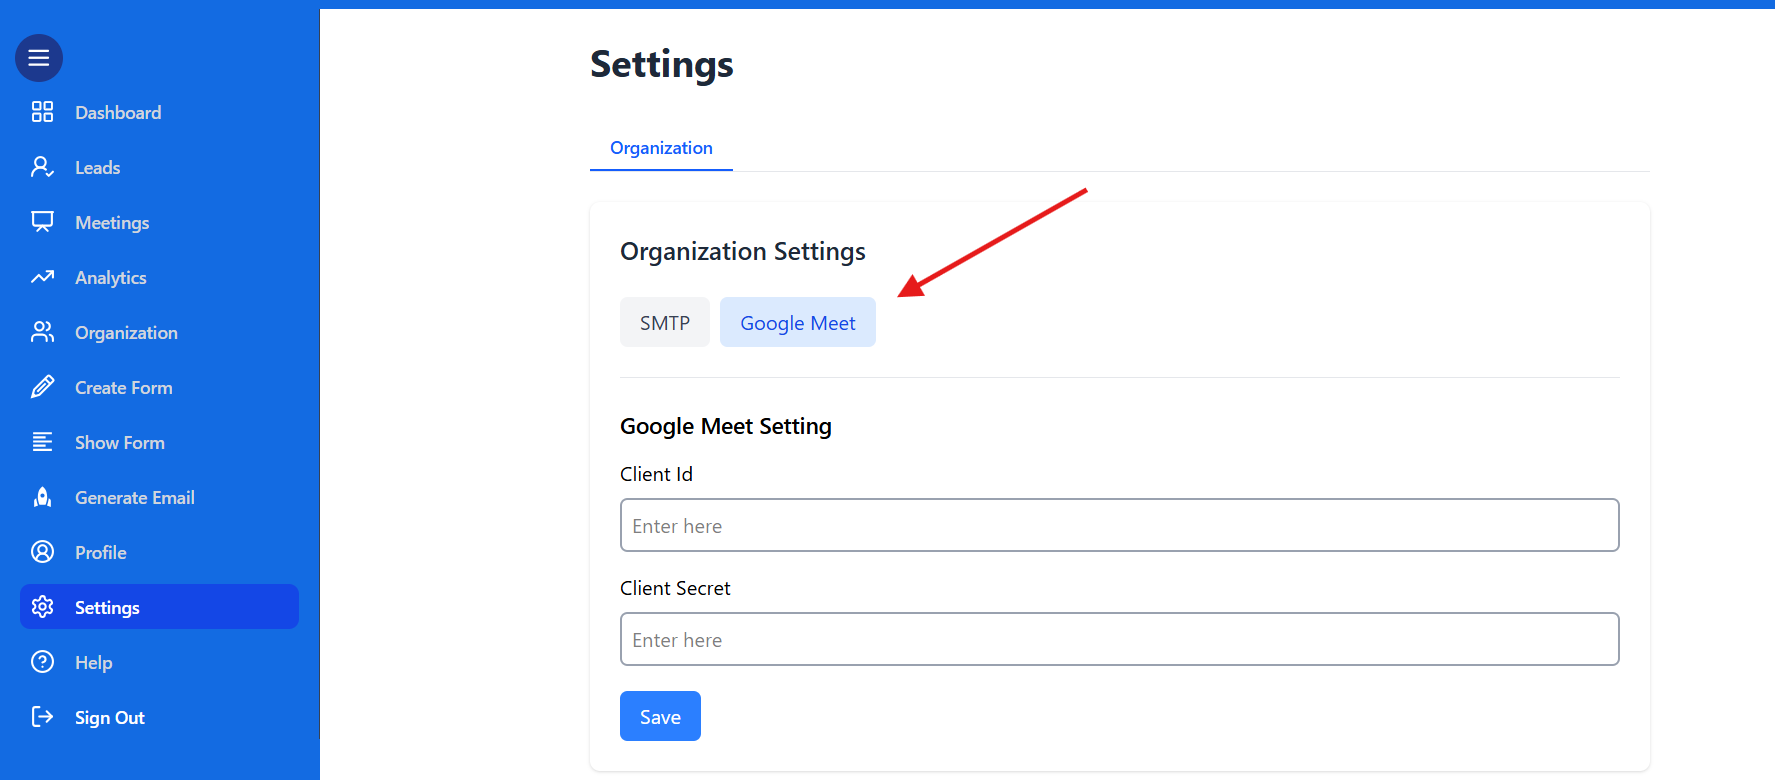 Dashboard
Leads
Meetings
Analytics
Organization
Create Form
Show Form
Generate Email
Profile
Settings
Help
Sign Out
Settings
Organization
Organization Settings
SMTP
Google Meet
Google Meet Setting
Client Id
Enter here
Client Secret
Enter here
Save